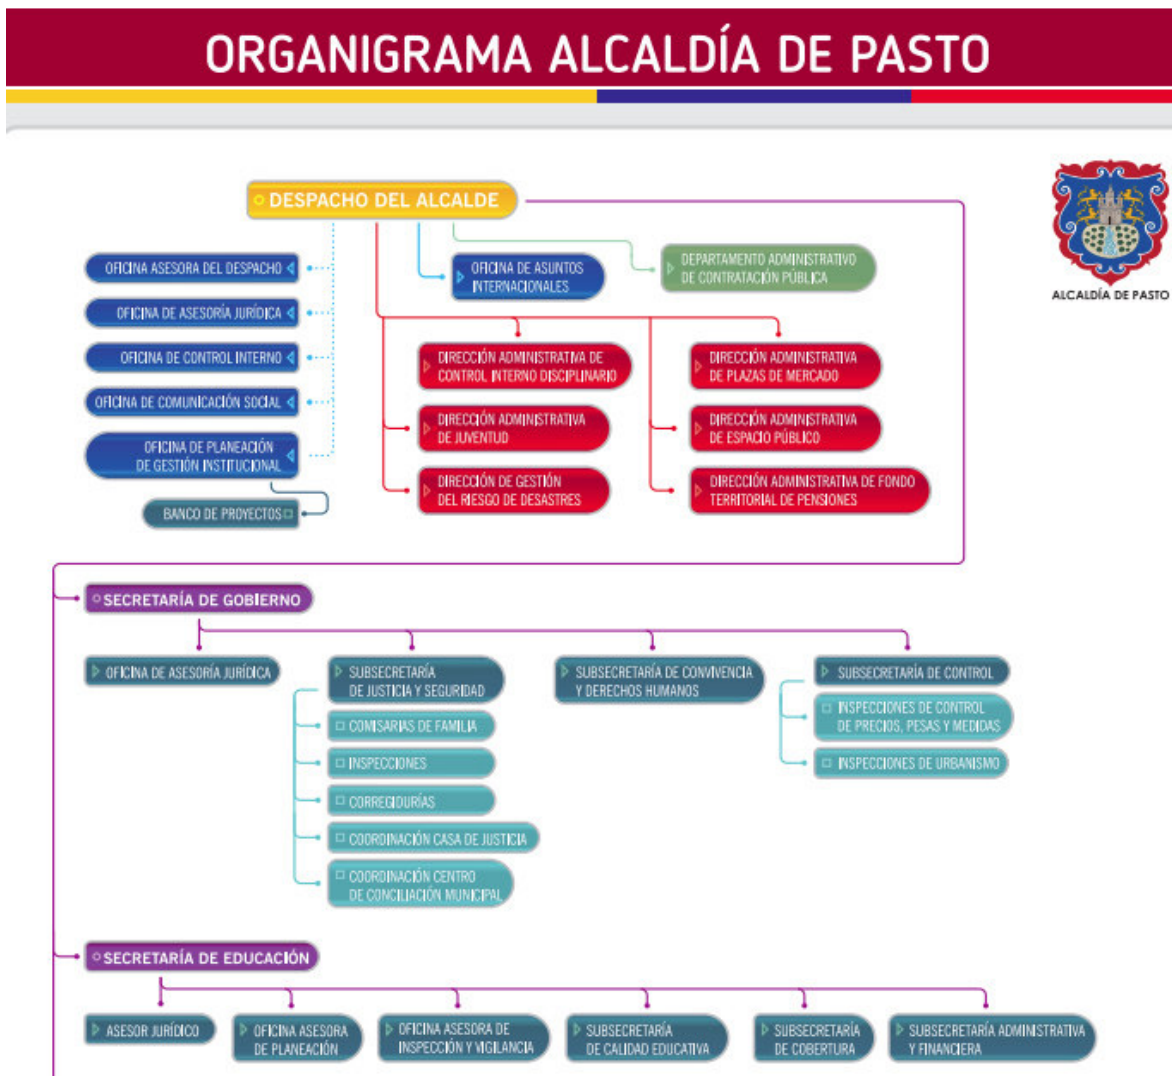 ORGANIGRAMA ALCALDÍA DE PASTO
DESPACHO DEL ALCALDE
ALCALDÍA DE PASTO
OFICINA ASESORA DEL DESPACHO
OFICINA DE ASESORÍA JURÍDICA
OFICINA DE CONTROL INTERNO
OFICINA DE COMUNICACIÓN SOCIAL
OFICINA DE PLANEACIÓN
DE GESTIÓN INSTITUCIONAL
BANCO DE PROYECTOS
OFICINA DE ASUNTOS
INTERNACIONALES
DEPARTAMENTO ADMINISTRATIVO
DE CONTRATACIÓN PÚBLICA
DIRECCIÓN ADMINISTRATIVA DE
CONTROL INTERNO DISCIPLINARIO
DIRECCIÓN ADMINISTRATIVA
DE JUVENTUD
DIRECCIÓN DE GESTIÓN
DEL RIESGO DE DESASTRES
DIRECCIÓN ADMINISTRATIVA
DE PLAZAS DE MERCADO
DIRECCIÓN ADMINISTRATIVA
DE ESPACIO PÚBLICO
DIRECCIÓN ADMINISTRATIVA DE FONDO
TERRITORIAL DE PENSIONES
SECRETARÍA DE GOBIERNO
OFICINA DE ASESORÍA JURÍDICA
SUBSECRETARÍA
DE JUSTICIA Y SEGURIDAD
COMISARIAS DE FAMILIA
INSPECCIONES
CORREGIDURÍAS
COORDINACIÓN CASA DE JUSTICIA
COORDINACIÓN CENTRO
DE CONCILIACIÓN MUNICIPAL
SUBSECRETARÍA DE CONVIVENCIA
Y DERECHOS HUMANOS
SUBSECRETARÍA DE CONTROL
INSPECCIONES DE CONTROL
DE PRECIOS, PESAS Y MEDIDAS
INSPECCIONES DE URBANISMO
SECRETARÍA DE EDUCACIÓN
ASESOR JURÍDICO
OFICINA ASESORA
DE PLANEACIÓN
OFICINA ASESORA DE
INSPECCIÓN Y VIGILANCIA
SUBSECRETARÍA
DE CALIDAD EDUCATIVA
SUBSECRETARÍA
DE COBERTURA
SUBSECRETARÍA ADMINISTRATIVA
Y FINANCIERA